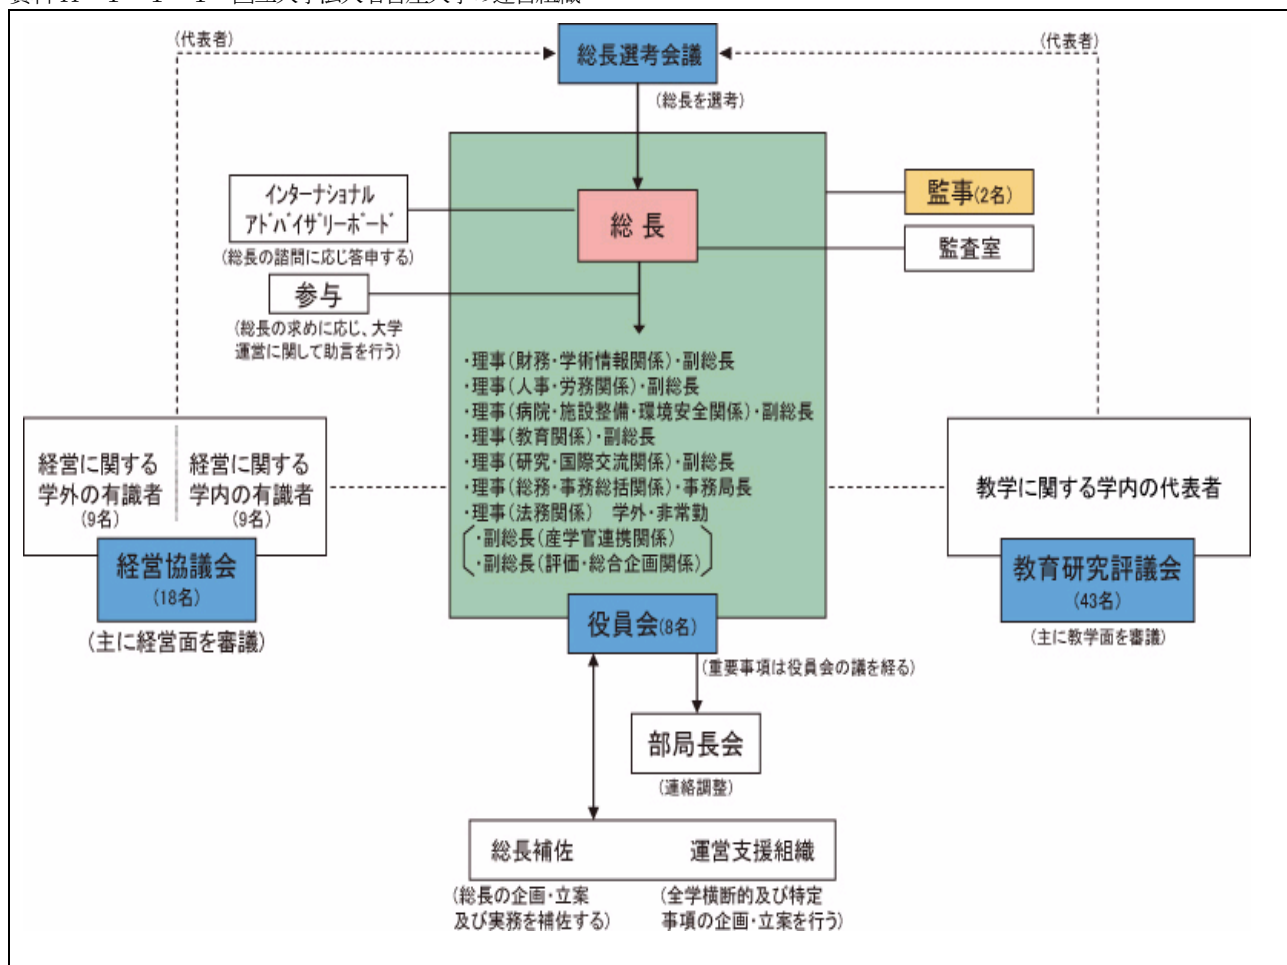 (代表者)
総長選考会議
(代表者)
(総長を選考)
インターナショナル
アドバイザリーボード
(総長の諮問に応じ答申する)
総長
監事(2名)
監査室
参与
(総長の求めに応じ、大学
運営に関して助言を行う)
・理事(財務・学術情報関係)・副総長
・理事(人事・労務関係)・副総長
・理事(病院・施設整備・環境安全関係)・副総長
・理事(教育関係)・副総長
・理事(研究・国際交流関係)・副総長
・理事(総務・事務総括関係)・事務局長
・理事(法務関係) 学外・非常勤
・副総長(産学官連携関係)
・副総長(評価・総合企画関係)
役員会(8名)
経営に関する
学外の有識者
(9名)
経営に関する
学内の有識者
(9名)
経営協議会
(18名)
(主に経営面を審議)
教学に関する学内の代表者
教育研究評議会
(43名)
(主に教学面を審議)
(重要事項は役員会の議を経る)
部局長会
(連絡調整)
総長補佐
(総長の企画・立案
及び実務を補佐する)
運営支援組織
(全学横断的及び特定
事項の企画・立案を行う)